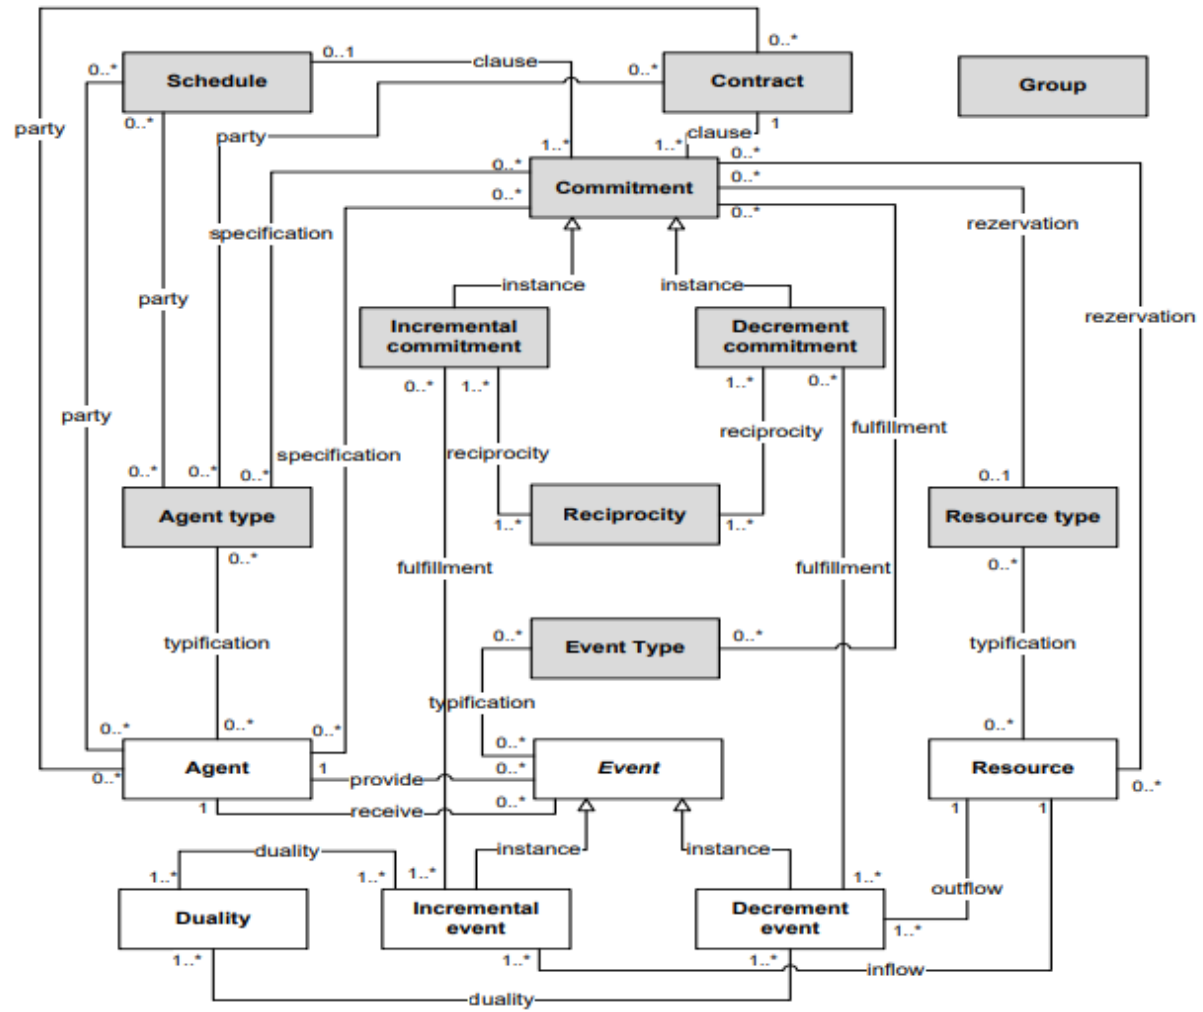 0..*
0..1
clause
0..*
Schedule
0..*
Contract
Group
0..*
1
party
party
clause
1..*
1..*
0..*
0..*
Commitment
0..*
0..*
0..*
specification
rezervation
instance
instance
party
Incremental
commitment
Decrement
commitment
rezervation
0..*
1..*
1..*
0..*
party
specification
reciprocity
reciprocity
fulfillment
0..*
0..*
0..*
0..1
Agent type
Reciprocity
Resource type
1..*
1..*
0..*
0..*
fulfillment
fulfillment
typification
0..*
Event Type
0..*
typification
typification
0..*
0..*
0..*
0..*
0..*
Agent
1
provide
0..*
Event
Resource
0..*
0..*
1
receive
0..*
1
1
duality
instance
instance
1..*
1..*
1..*
1..*
outflow
Duality
Incremental
event
Decrement
event
1..*
1..*
1..*
1..*
inflow
duality